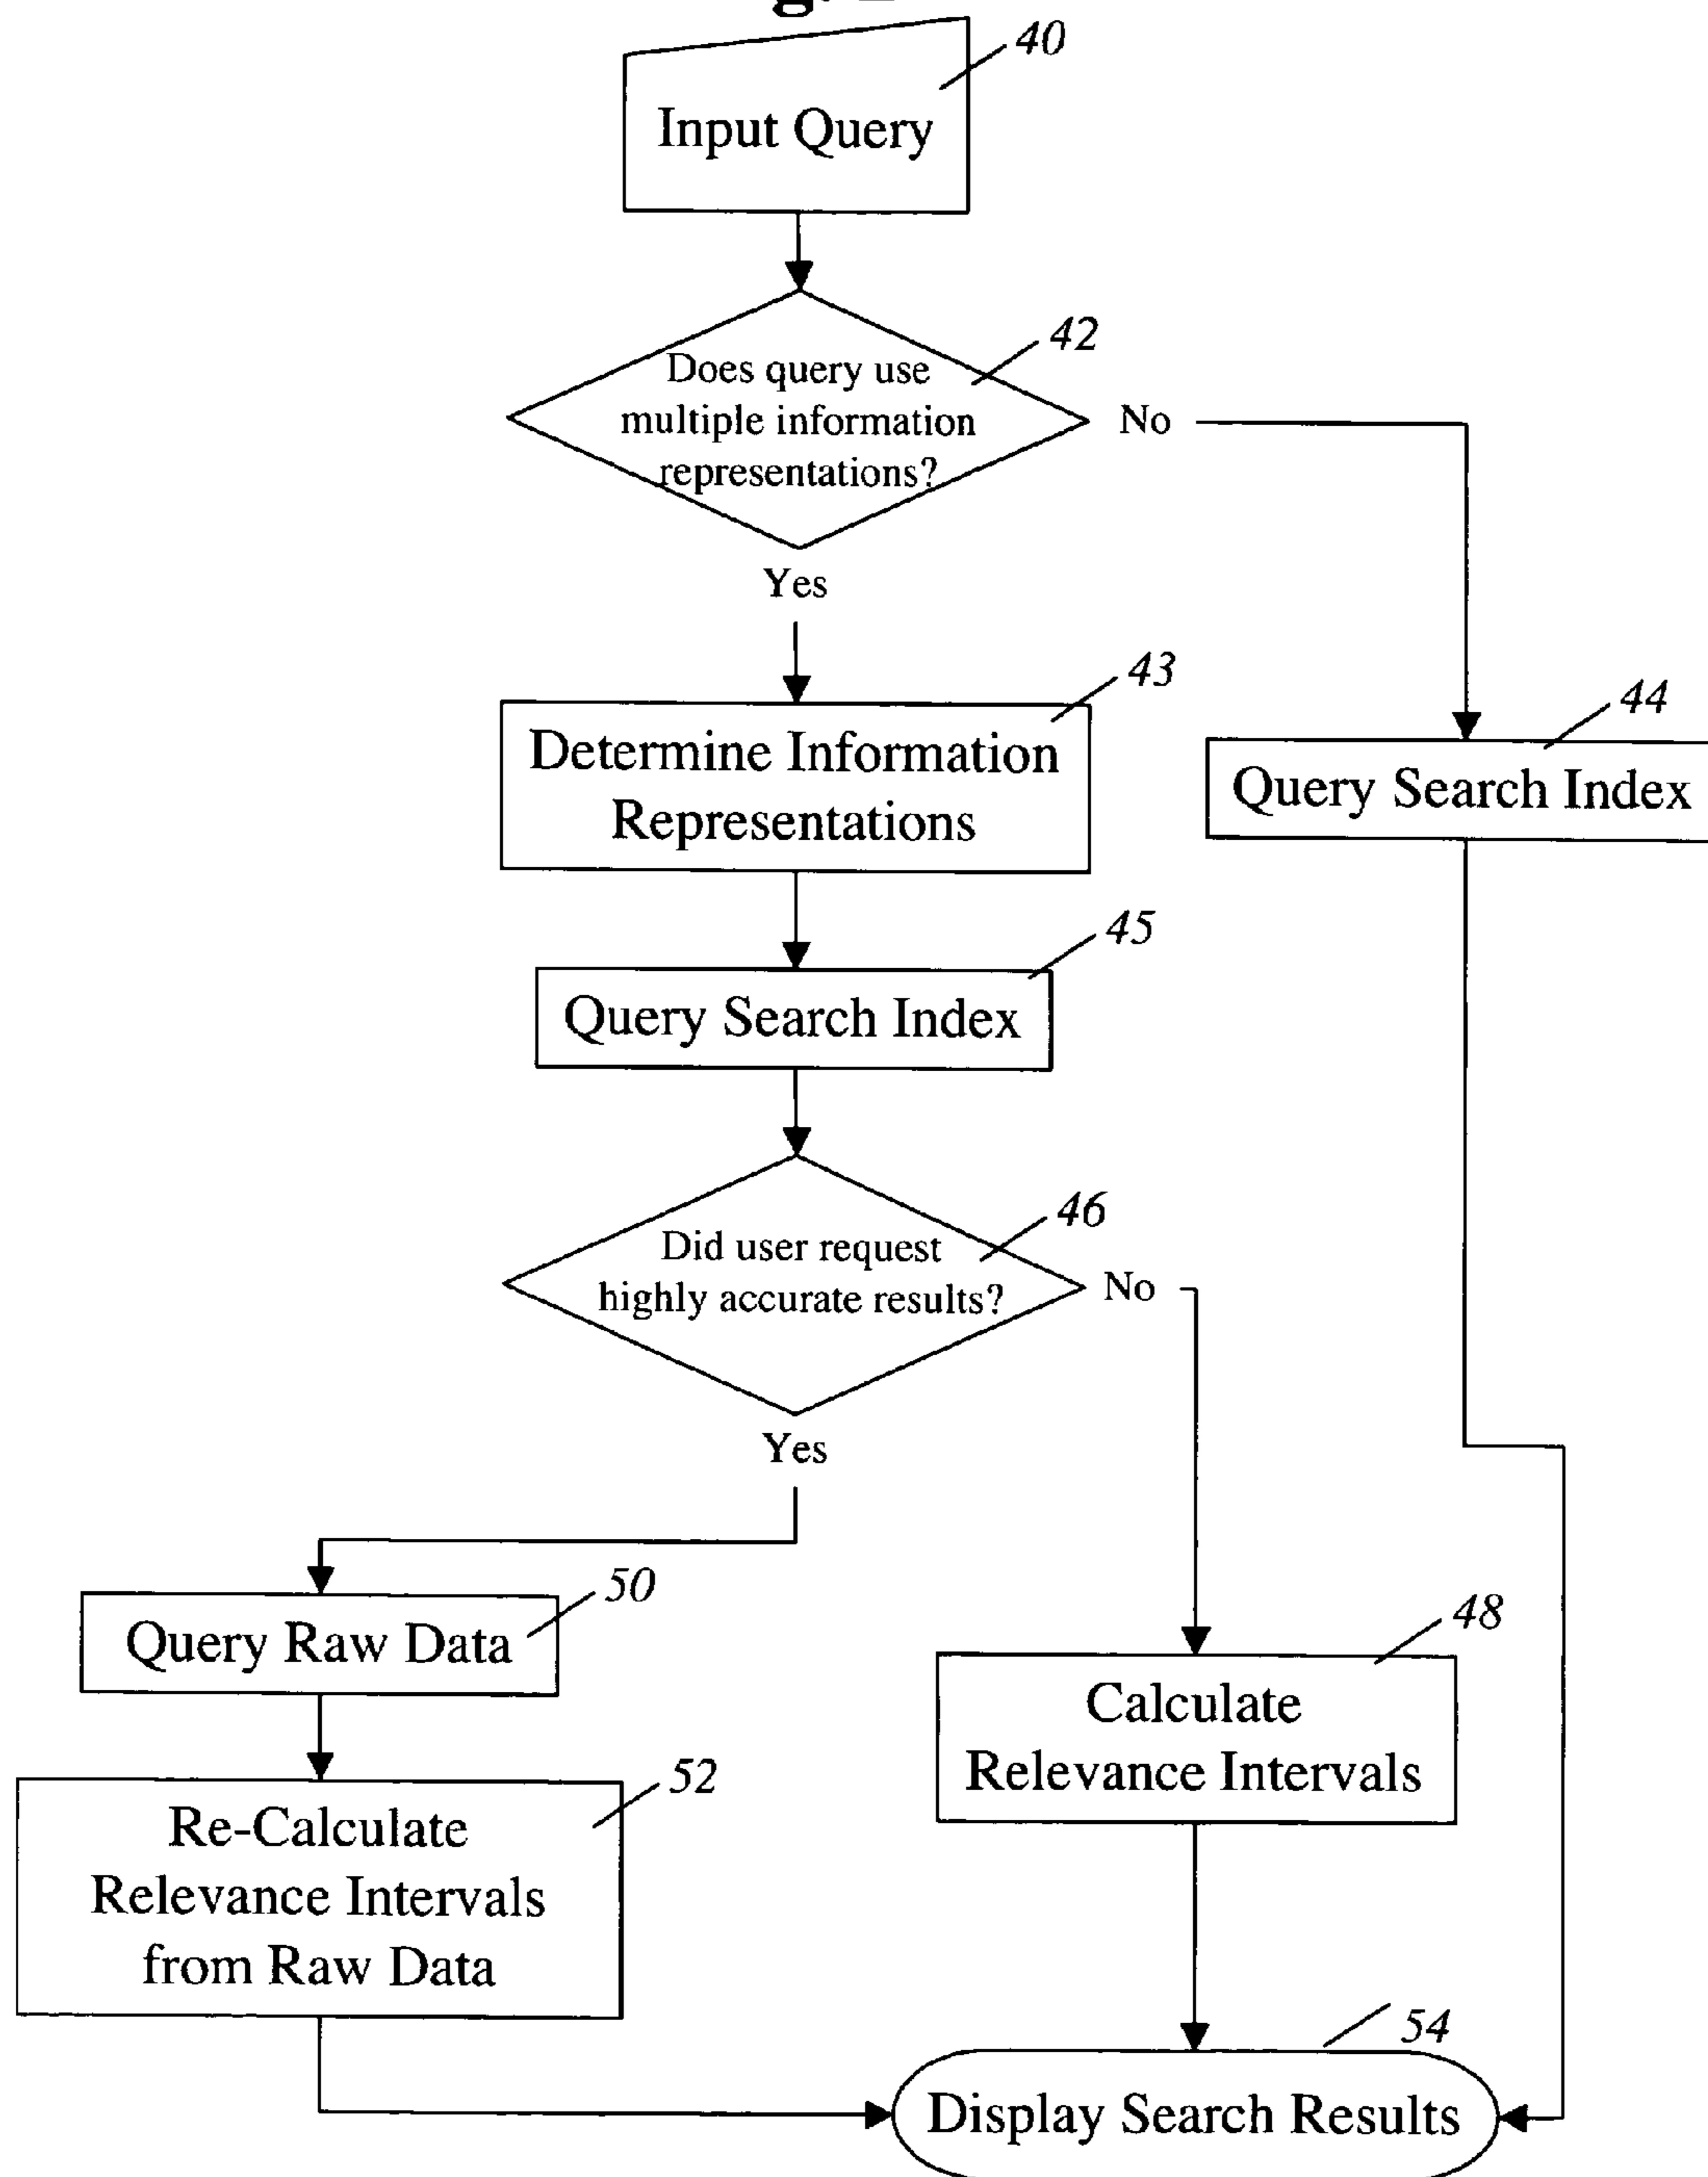 40
Input Query
42
Does query use
multiple information
representations?
No
Yes
43
Determine Information
Representations
44
Query Search Index
45
Query Search Index
46
Did user request
highly accurate results?
No
Yes
50
Query Raw Data
48
Calculate
Relevance Intervals
52
Re-Calculate
Relevance Intervals
from Raw Data
54
Display Search Results